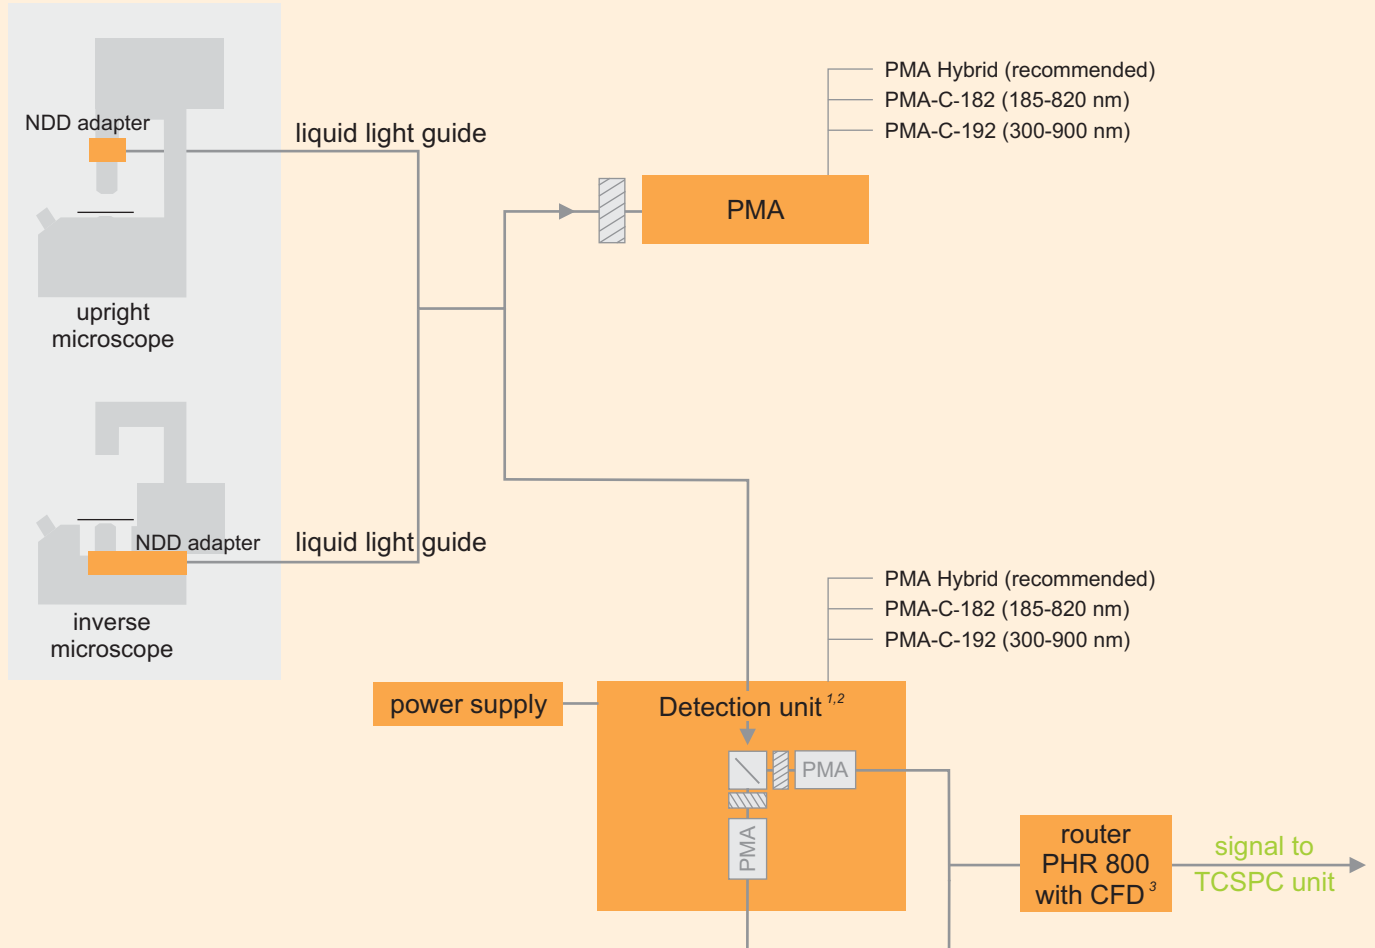 NDD adapter
liquid light guide
upright
microscope
NDD adapter
liquid light guide
inverse
microscope
PMA Hybrid (recommended)
PMA-C-182 (185-820 nm)
PMA-C-192 (300-900 nm)
PMA
PMA Hybrid (recommended)
PMA-C-182 (185-820 nm)
PMA-C-192 (300-900 nm)
power supply
Detection unit 1,2
PMA
PMA
router
PHR 800
with CFD 3
signal to
TCSPC unit